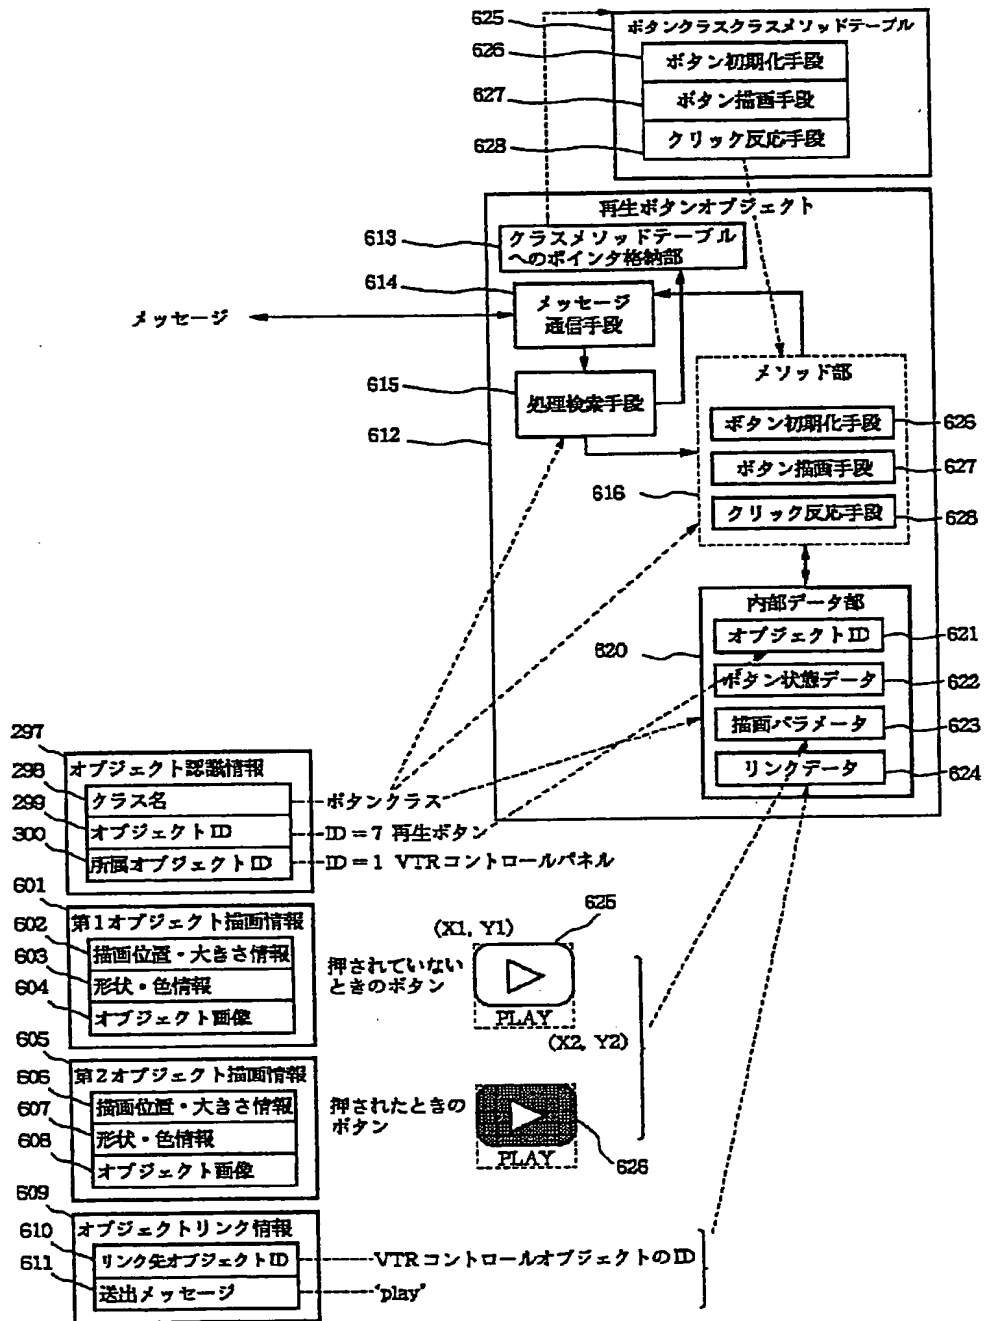 625
ボタンクラスクラスメソッドテーブル
626
ボタン初期化手段
627
ボタン描画手段
628
クリック反応手段
再生ボタンオブジェクト
613
クラスメソッドテーブル
へのポインタ格納部
614
メッセージ
メッセージ
通信手段
615
処理検索手段
612
メソッド部
ボタン初期化手段
626
ボタン描画手段
627
616
クリック反応手段
628
内部データ部
オブジェクトID
621
620
ボタン状態データ
622
描画パラメータ
623
リンクデータ
624
297
オブジェクト認識情報
298
クラス名
ボタンクラス
299
オブジェクトID
ID=7 再生ボタン
300
所属オブジェクトID
ID=1 VTRコントロールパネル
601
第1オブジェクト描画情報
602
描画位置・大きさ情報
603
形状・色情報
604
オブジェクト画像
押されていない
ときのボタン
(X1, Y1)
625
PLAY
(X2, Y2)
605
第2オブジェクト描画情報
606
描画位置・大きさ情報
607
形状・色情報
608
オブジェクト画像
押されたときの
ボタン
PLAY
626
609
オブジェクトリンク情報
610
リンク先オブジェクトID
VTRコントロールオブジェクトのID
611
送出メッセージ
'play'